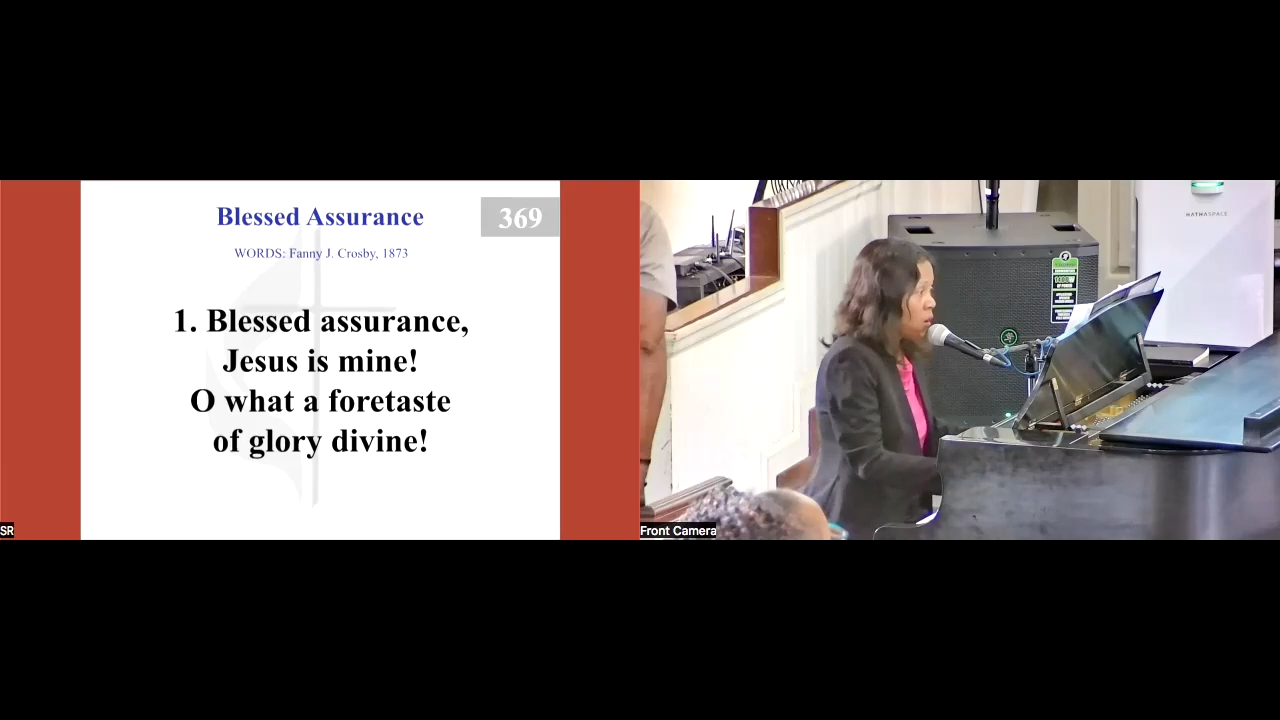 Blessed Assurance
369
WORDS: Fanny J. Crosby, 1873
1. Blessed assurance,
Jesus is mine!
O what a foretaste
of glory divine!
SR
Front Camera
HATHASPACE